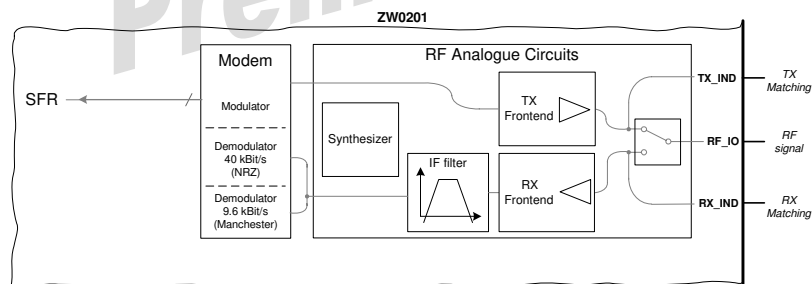 ZW0201
Modem
RF Analogue Circuits
SFR
Modulator
Demodulator
40 kBit/s
(NRZ)
Demodulator
9.6 kBit/s
(Manchester)
Synthesizer
IF filter
TX
Frontend
RX
Frontend
TX_IND
TX
Matching
RF_IO
RF
signal
RX_IND
RX
Matching